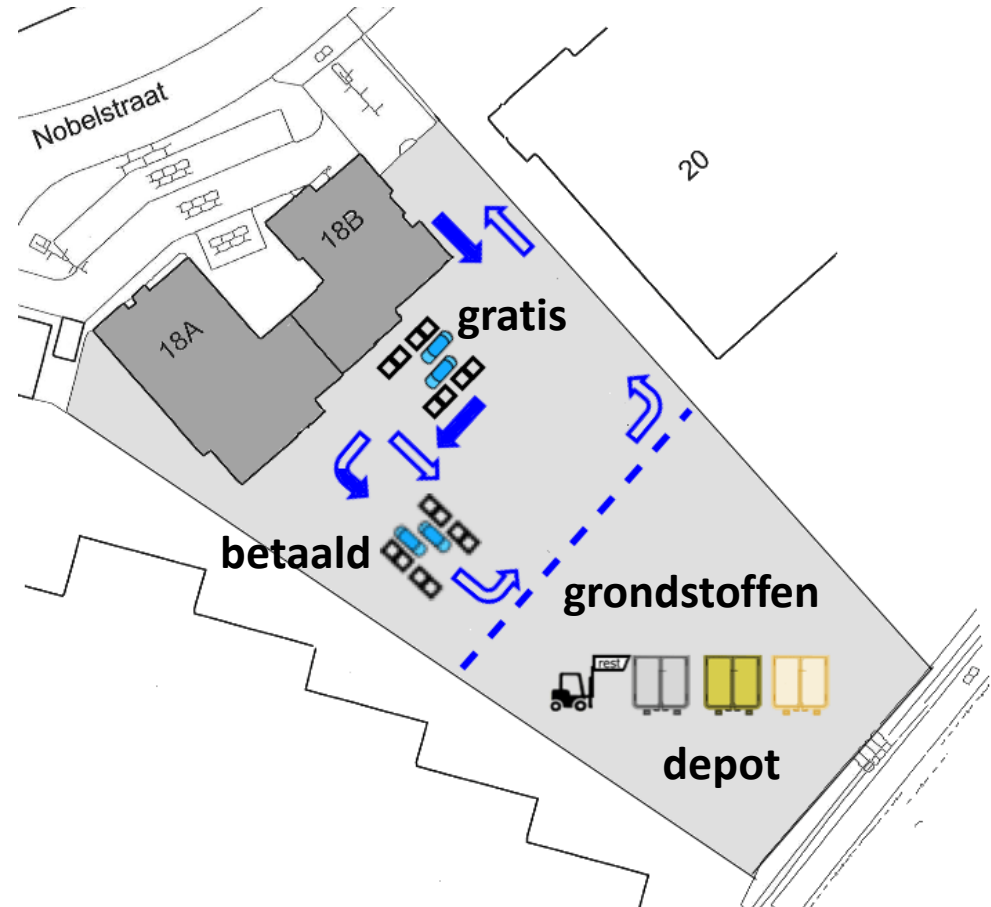 Nobelstraat
20
18B
18A
gratis
betaald
grondstoffen
rest
depot